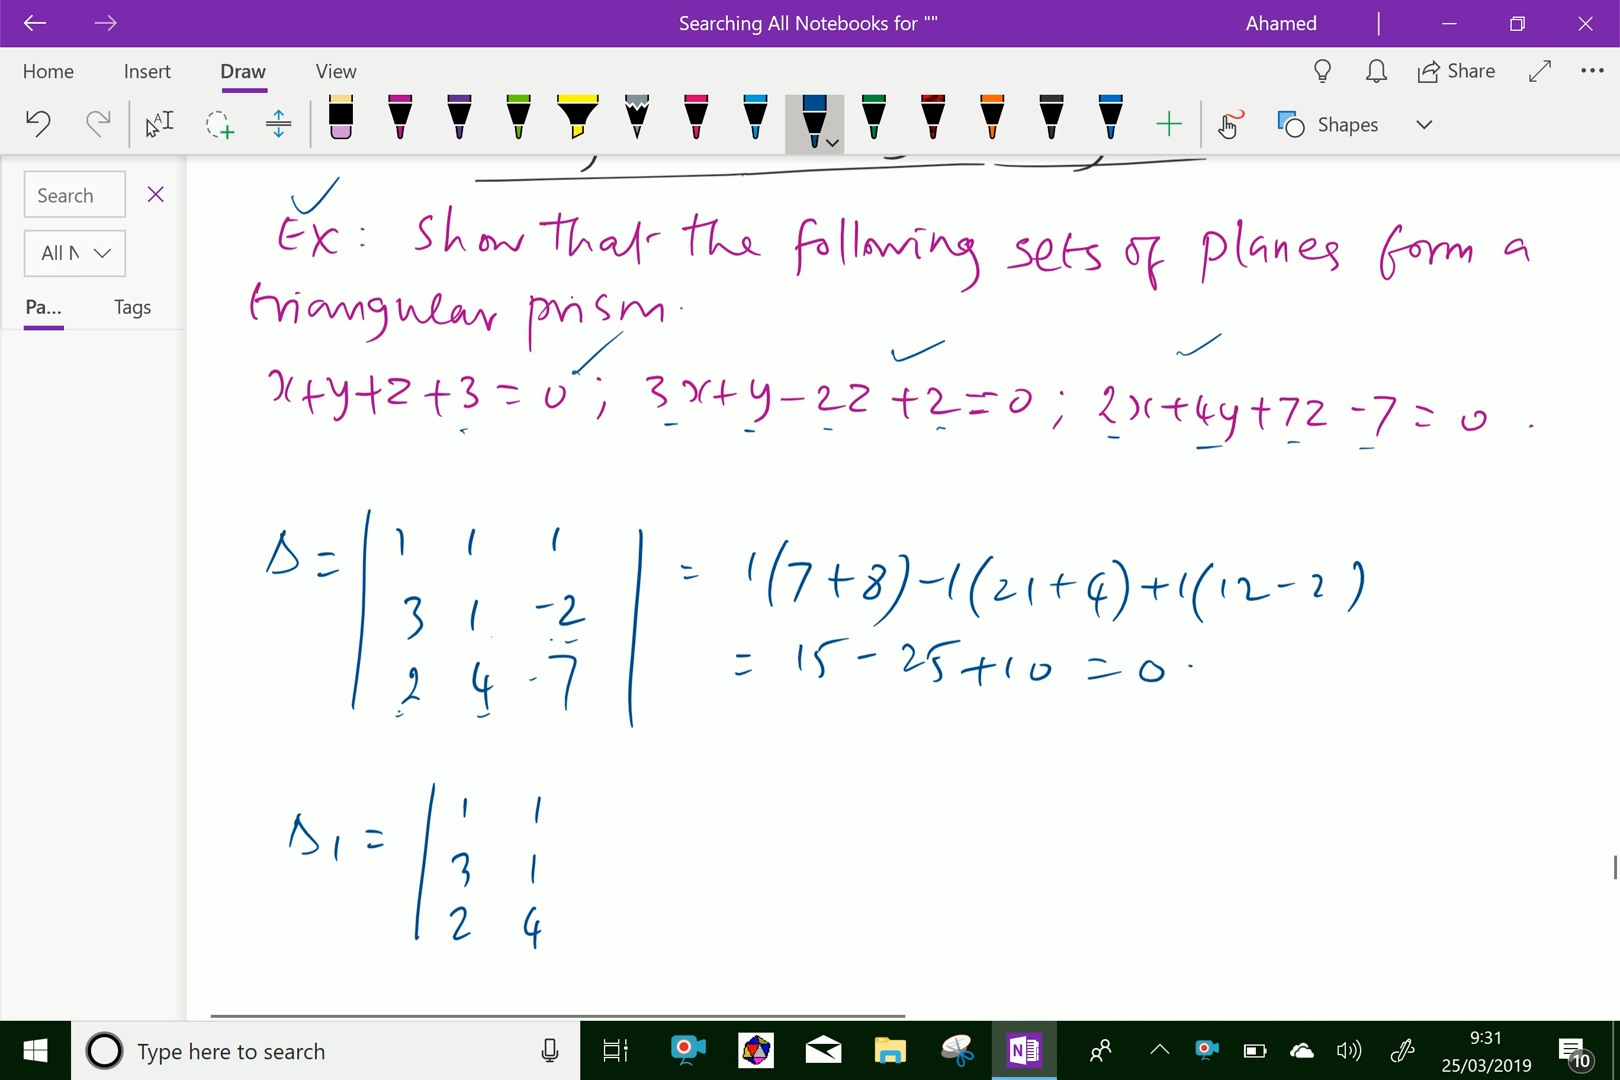 Searching All Notebooks for ""
Ahamed
Home Insert Draw View
Share
Shapes
Search
All N
Pa... Tags
Ex: Show that the following sets of planes form a
triangular prism.
x+y+z+3=0; 3x+y-2z+2=0; 2x+4y+7z-7=0.
Δ = | 1 1 1 | = 1(7+8)-1(21+4)+1(12-2)
3 1 -2
= 15-25+10=0.
2 4 -7
Δ1 = | 1 1
3 1
2 4
Type here to search
N
9:31
25/03/2019
10